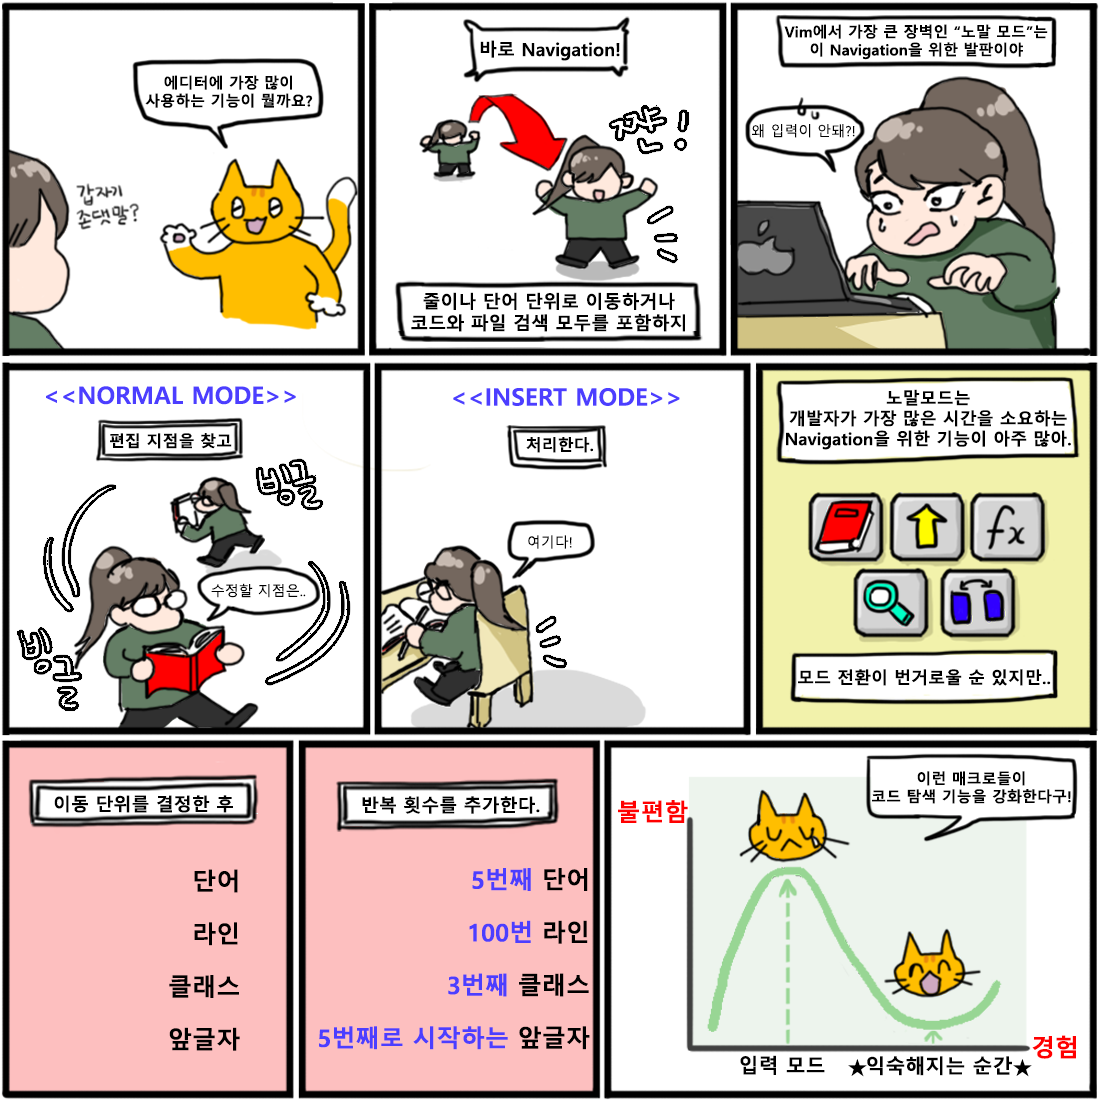 에디터에 가장 많이
사용하는 기능이 뭘까요?
갑자기
존댓말?
바로 Navigation!
짠!
줄이나 단어 단위로 이동하거나
코드와 파일 검색 모두를 포함하지
Vim에서 가장 큰 장벽인 “노말 모드”는
이 Navigation을 위한 발판이야
왜 입력이 안돼?!
<<NORMAL MODE>>
편집 지점을 찾고
빙글
수정할 지점은..
빙글
<<INSERT MODE>>
처리한다.
여기다!
노말모드는
개발자가 가장 많은 시간을 소요하는
Navigation을 위한 기능이 아주 많아.
fx
모드 전환이 번거로울 순 있지만..
이동 단위를 결정한 후
단어
라인
클래스
앞글자
반복 횟수를 추가한다.
5번째 단어
100번 라인
3번째 클래스
5번째로 시작하는 앞글자
이런 매크로들이
코드 탐색 기능을 강화한다구!
불편함
경험
입력 모드 ★익숙해지는 순간★